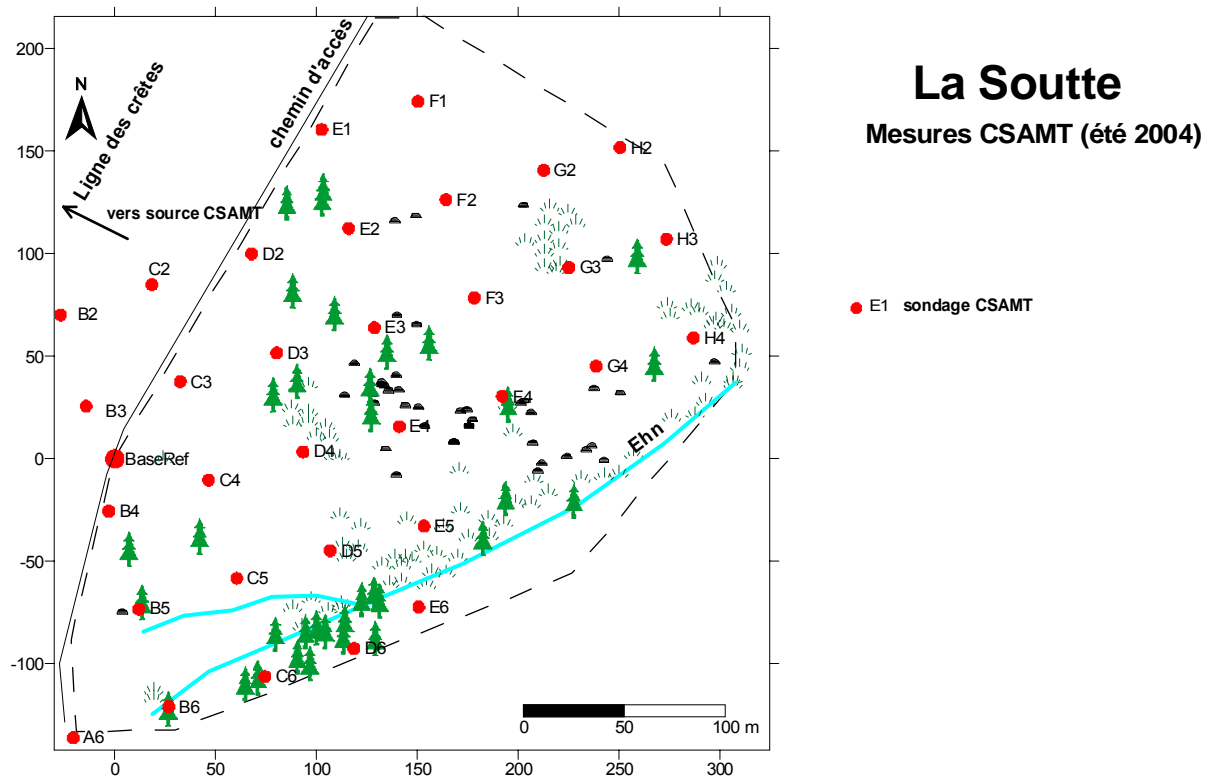 La Soutte
Mesures CSAMT (été 2004)
200
150
100
50
0
-50
-100
N
Ligne des crêtes
chemin d'accès
vers source CSAMT
F1
E1
H2
G2
F2
E2
H3
D2
G3
C2
F3
B2
E3
H4
D3
G4
C3
F4
B3
E4
Ehn
D4
BaseRef
C4
B4
E5
D5
C5
B5
E6
D6
C6
B6
A6
E1 sondage CSAMT
0 50 100 m
0 50 100 150 200 250 300